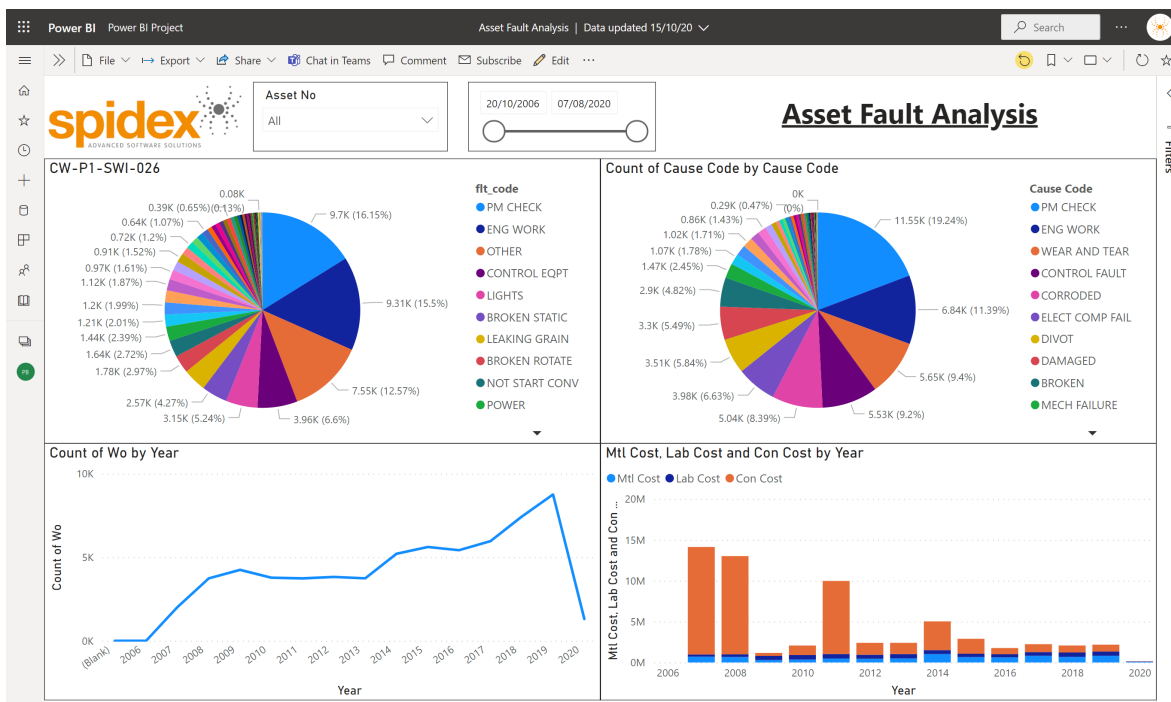 Power BI Power BI Project Asset Fault Analysis | Data updated 15/10/20 Search
File Export Share Chat in Teams Comment Subscribe Edit
spidex
ADVANCED SOFTWARE SOLUTIONS
Asset No
All
20/10/2006 07/08/2020
Asset Fault Analysis
Filters
PB
CW-P1-SWI-026
0.08K
0.39K (0.65%)
(0.13%)
0.64K (1.07%)
0.72K (1.2%)
0.91K (1.52%)
0.97K (1.61%)
1.12K (1.87%)
1.2K (1.99%)
1.21K (2.01%)
1.44K (2.39%)
1.64K (2.72%)
1.78K (2.97%)
2.57K (4.27%)
3.15K (5.24%)
3.96K (6.6%)
7.55K (12.57%)
9.31K (15.5%)
9.7K (16.15%)
flt_code
PM CHECK
ENG WORK
OTHER
CONTROL EQPT
LIGHTS
BROKEN STATIC
LEAKING GRAIN
BROKEN ROTATE
NOT START CONV
POWER
Count of Cause Code by Cause Code
0K
(0%)
0.29K (0.47%)
0.86K (1.43%)
1.02K (1.71%)
1.07K (1.78%)
1.47K (2.45%)
2.9K (4.82%)
3.3K (5.49%)
3.51K (5.84%)
3.98K (6.63%)
5.04K (8.39%)
5.53K (9.2%)
5.65K (9.4%)
6.84K (11.39%)
11.55K (19.24%)
Cause Code
PM CHECK
ENG WORK
WEAR AND TEAR
CONTROL FAULT
CORRODED
ELECT COMP FAIL
DIVOT
DAMAGED
BROKEN
MECH FAILURE
Count of Wo by Year
Count of Wo
10K
5K
0K
(Blank) 2006 2007 2008 2009 2010 2011 2012 2013 2014 2015 2016 2017 2018 2019 2020
Year
Mtl Cost, Lab Cost and Con Cost by Year
Mtl Cost Lab Cost Con Cost
Mtl Cost, Lab Cost and Con ...
20M
15M
10M
5M
0M
2006 2008 2010 2012 2014 2016 2018 2020
Year